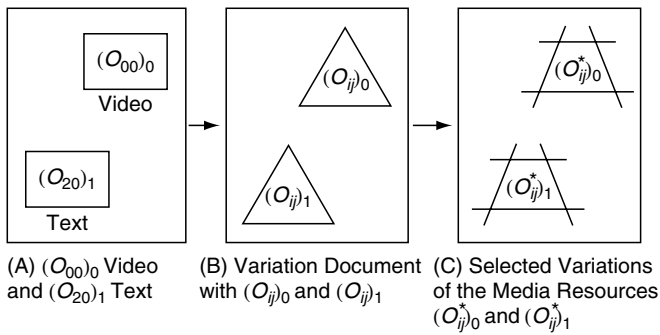 (O₀₀)₀
Video
(O₂₀)₁
Text
(Oᵢⱼ)₀
(Oᵢⱼ)₁
(O*ᵢⱼ)₀
(O*ᵢⱼ)₁
(A) (O₀₀)₀ Video
and (O₂₀)₁ Text
(B) Variation Document
with (Oᵢⱼ)₀ and (Oᵢⱼ)₁
(C) Selected Variations
of the Media Resources
(O*ᵢⱼ)₀ and (O*ᵢⱼ)₁